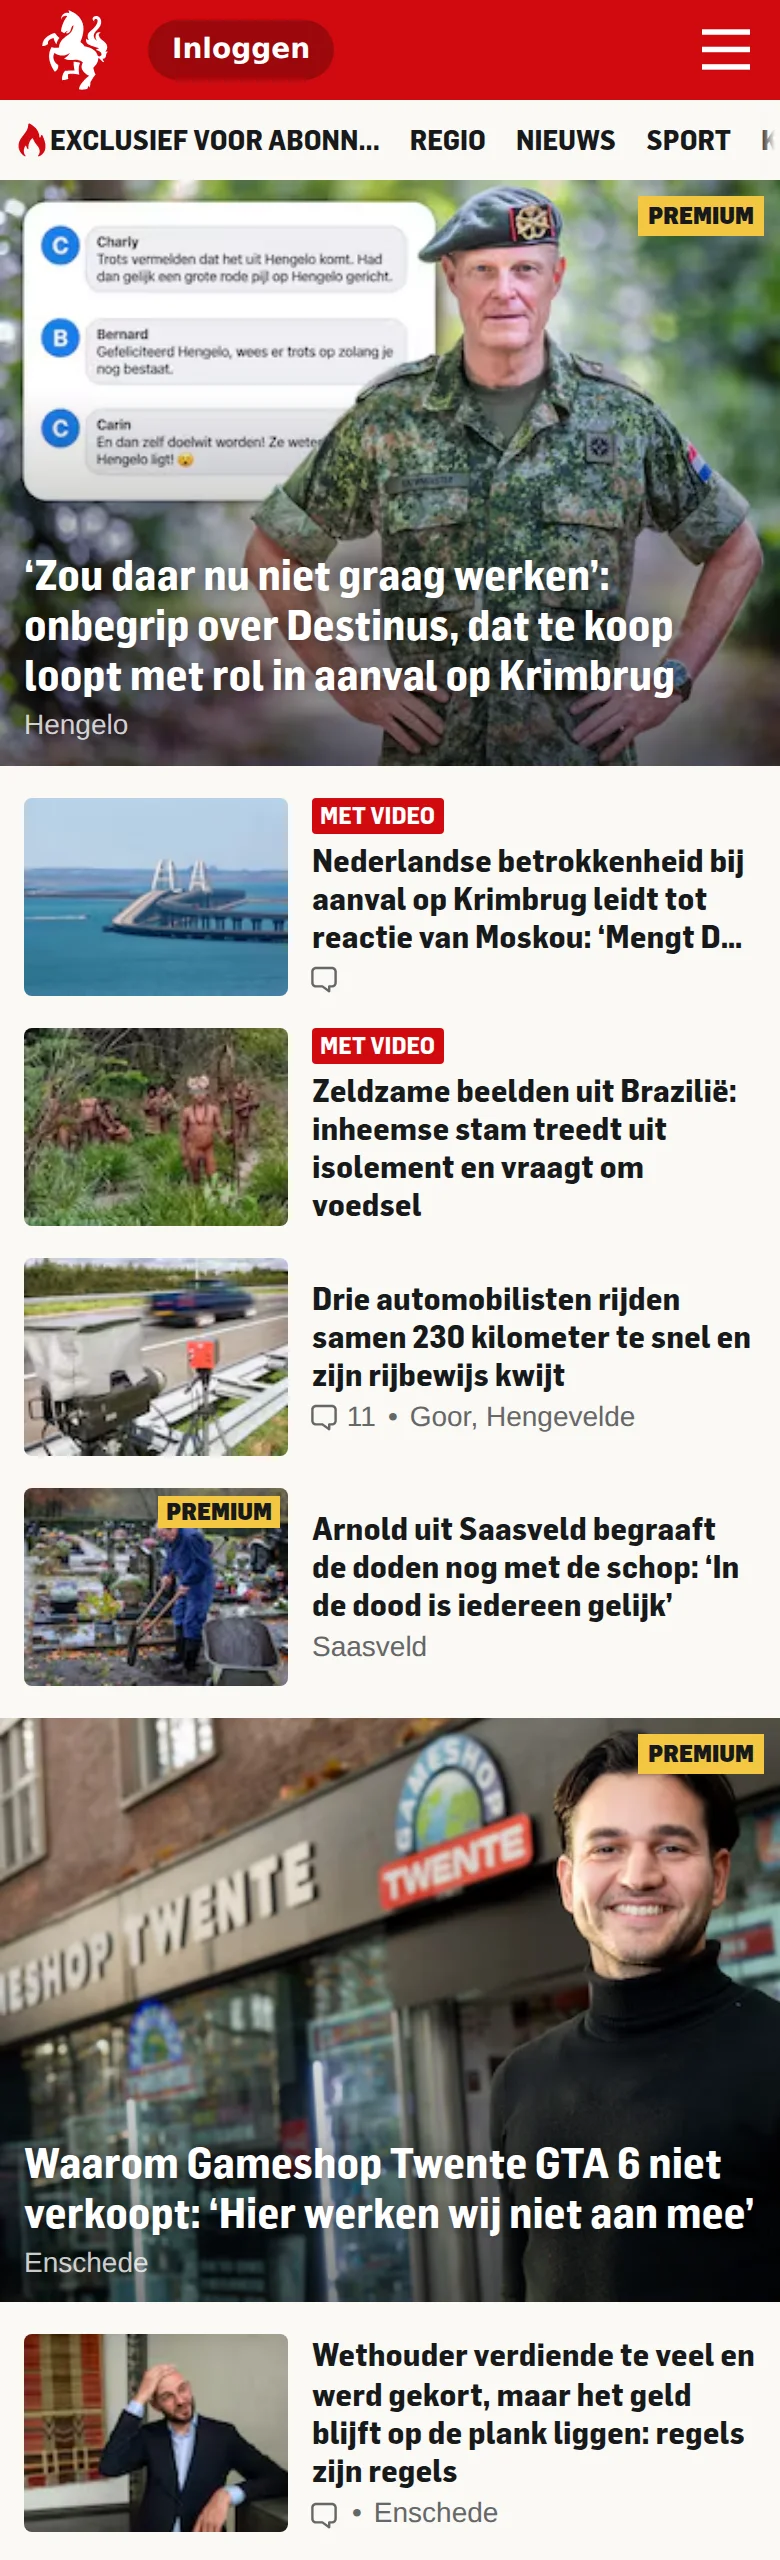 Inloggen
EXCLUSIEF VOOR ABONN... REGIO NIEUWS SPORT
PREMIUM
C
Charly
Trots vermelden dat het uit Hengelo komt. Had
dan gelijk een grote rode pijl op Hengelo gericht.
B
Bernard
Gefeliciteerd Hengelo, wees er trots op zolang je
nog bestaat.
C
Carin
En dan zelf doelwit worden! Ze weten
Hengelo ligt! 😮
‘Zou daar nu niet graag werken’:
onbegrip over Destinus, dat te koop
loopt met rol in aanval op Krimbrug
Hengelo
MET VIDEO
Nederlandse betrokkenheid bij
aanval op Krimbrug leidt tot
reactie van Moskou: ‘Mengt D...
MET VIDEO
Zeldzame beelden uit Brazilië:
inheemse stam treedt uit
isolement en vraagt om
voedsel
Drie automobilisten rijden
samen 230 kilometer te snel en
zijn rijbewijs kwijt
11 • Goor, Hengevelde
PREMIUM
Arnold uit Saasveld begraaft
de doden nog met de schop: ‘In
de dood is iedereen gelijk’
Saasveld
PREMIUM
GAMESHOP
TWENTE
ESHOP TWENTE
Waarom Gameshop Twente GTA 6 niet
verkoopt: ‘Hier werken wij niet aan mee’
Enschede
Wethouder verdiende te veel en
werd gekort, maar het geld
blijft op de plank liggen: regels
zijn regels
• Enschede